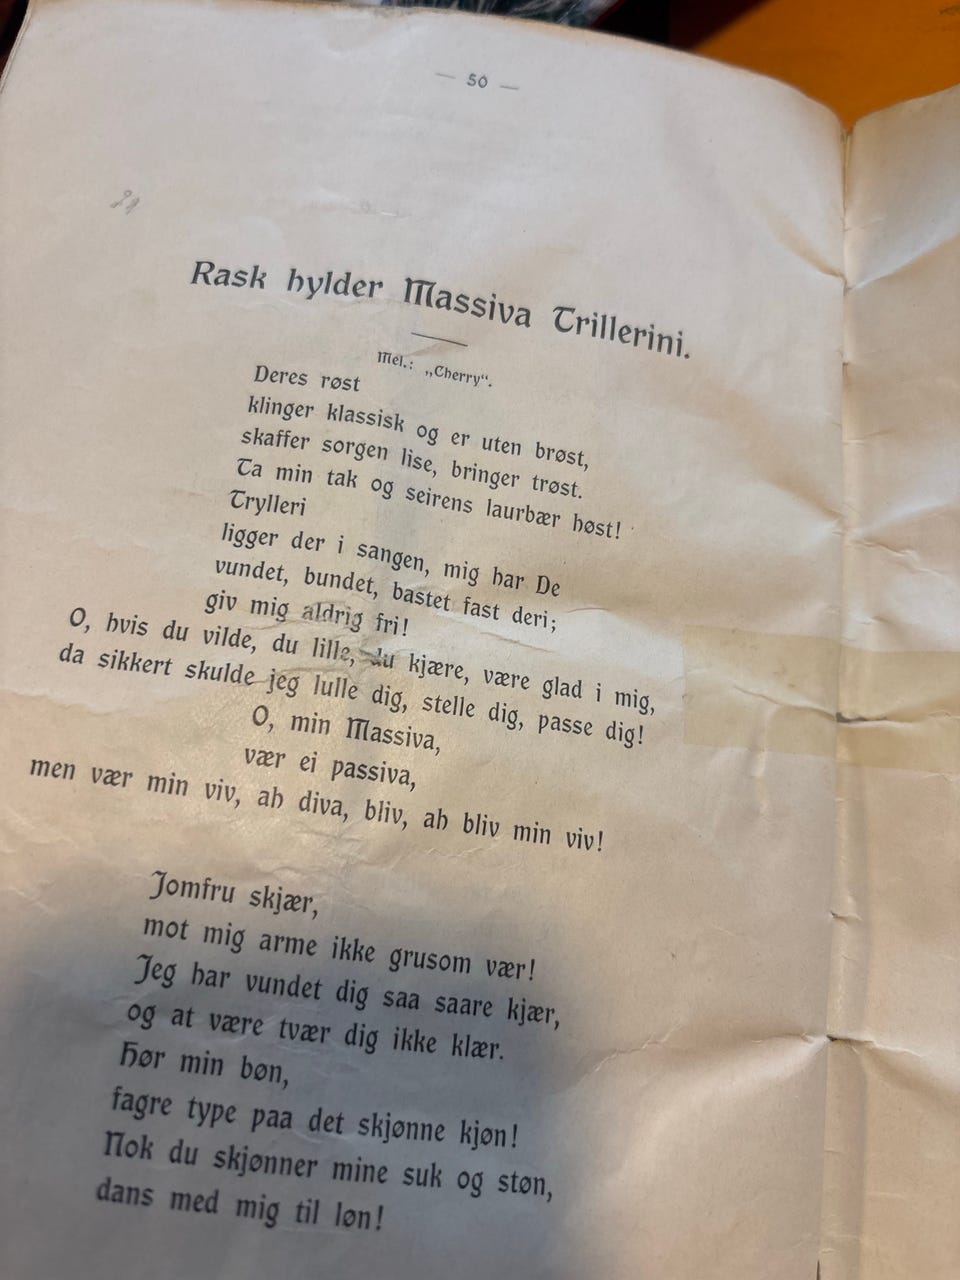 — 50 —
Rask hylder Massiva Trillerini.
Mel.: „Cherry“.
Deres røst
klinger klassisk og er uten brøst,
skaffer sorgen lise, bringer trøst.
Ta min tak og seirens laurbær høst!
Trylleri
ligger der i sangen, mig har De
vundet, bundet, bastet fast deri;
giv mig aldrig fri!
O, hvis du vilde, du lille, du kjære, være glad i mig,
da sikkert skulde jeg lulle dig, stelle dig, passe dig!
O, min Massiva,
vær ei passiva,
men vær min viv, ah diva, bliv, ah bliv min viv!
Jomfru skjær,
mot mig arme ikke grusom vær!
Jeg har vundet dig saa saare kjær,
og at være tvær dig ikke klær.
Hør min bøn,
fagre type paa det skjønne kjøn!
Nok du skjønner mine suk og støn,
dans med mig til løn!